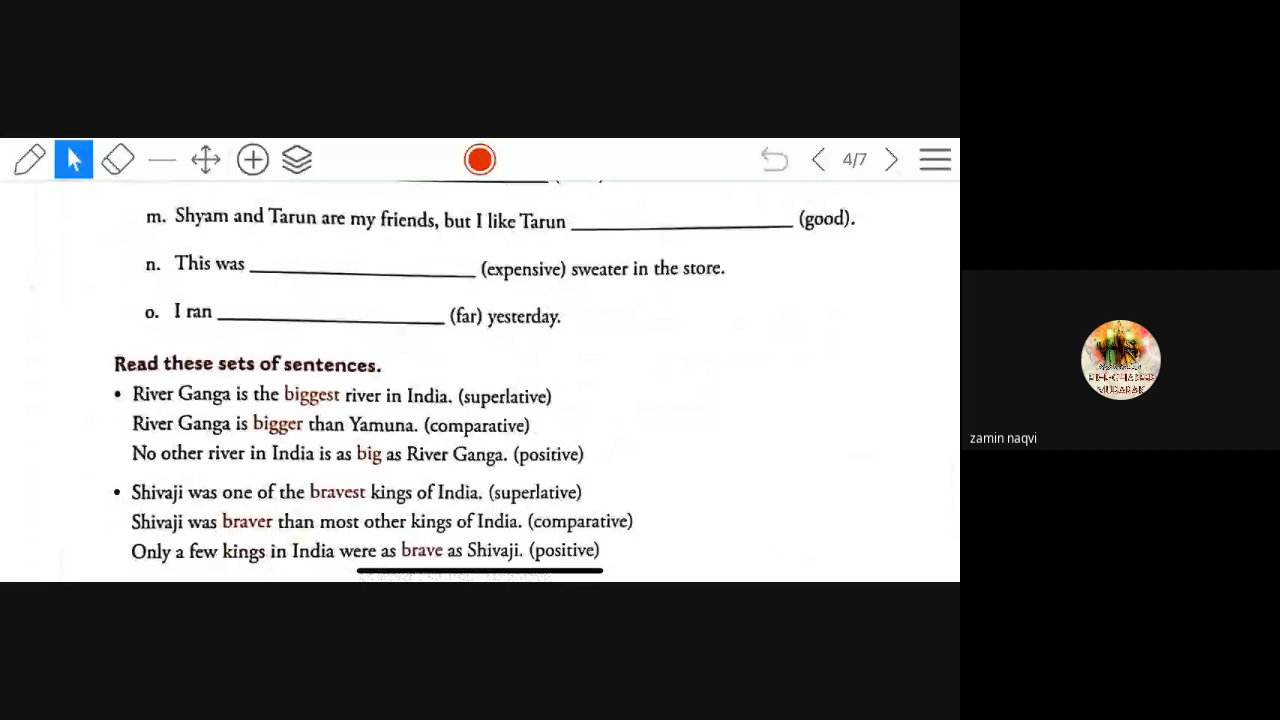 4/7
m. Shyam and Tarun are my friends, but I like Tarun ____________ (good).
n. This was ____________ (expensive) sweater in the store.
o. I ran ____________ (far) yesterday.
Read these sets of sentences.
• River Ganga is the biggest river in India. (superlative)
River Ganga is bigger than Yamuna. (comparative)
No other river in India is as big as River Ganga. (positive)
• Shivaji was one of the bravest kings of India. (superlative)
Shivaji was braver than most other kings of India. (comparative)
Only a few kings in India were as brave as Shivaji. (positive)
MUBARAK
zamin naqvi